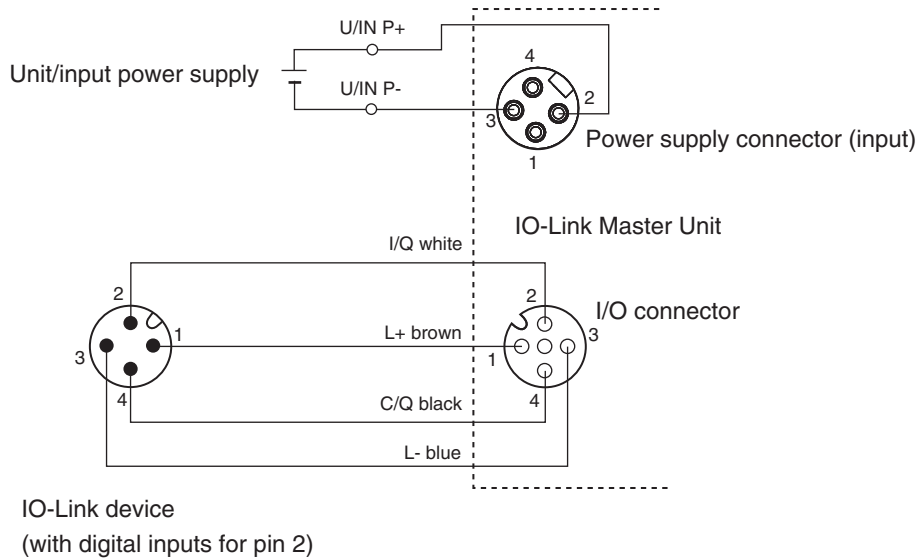 U/IN P+
Unit/input power supply
U/IN P-
4
2
3
1
Power supply connector (input)
IO-Link Master Unit
I/Q white
2
2
I/O connector
1
L+ brown
3
3
1
4
4
C/Q black
L- blue
IO-Link device
(with digital inputs for pin 2)